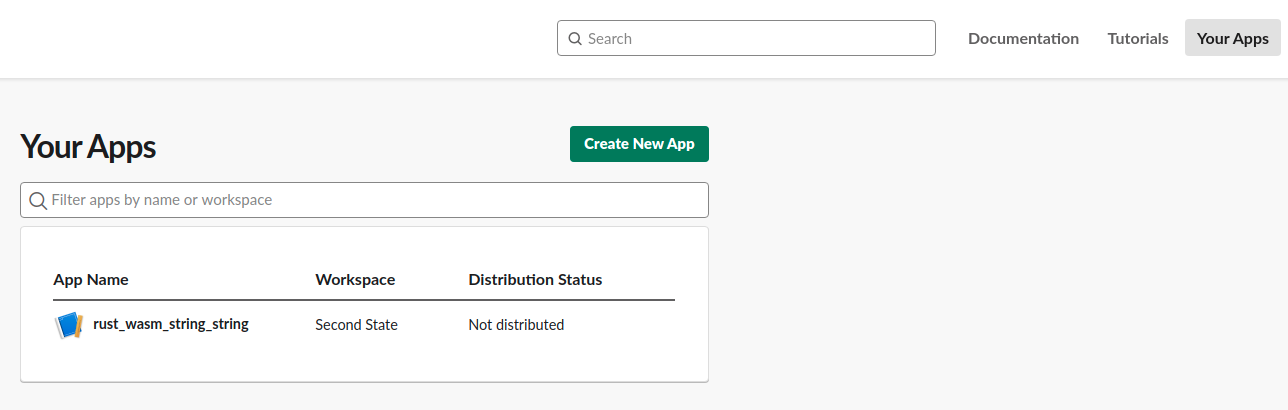 Search Documentation Tutorials Your Apps
Your Apps Create New App
Filter apps by name or workspace
App Name Workspace Distribution Status
rust_wasm_string_string Second State Not distributed